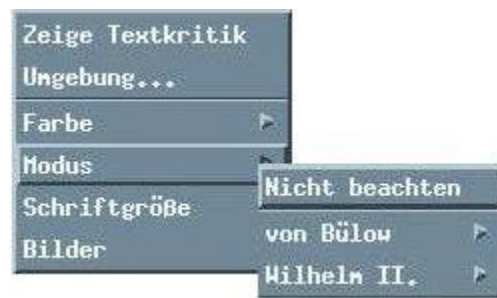 Zeige Textkritik
Umgebung...
Farbe
Modus
Schriftgröße
Bilder
Nicht beachten
von Bülow
Wilhelm II.